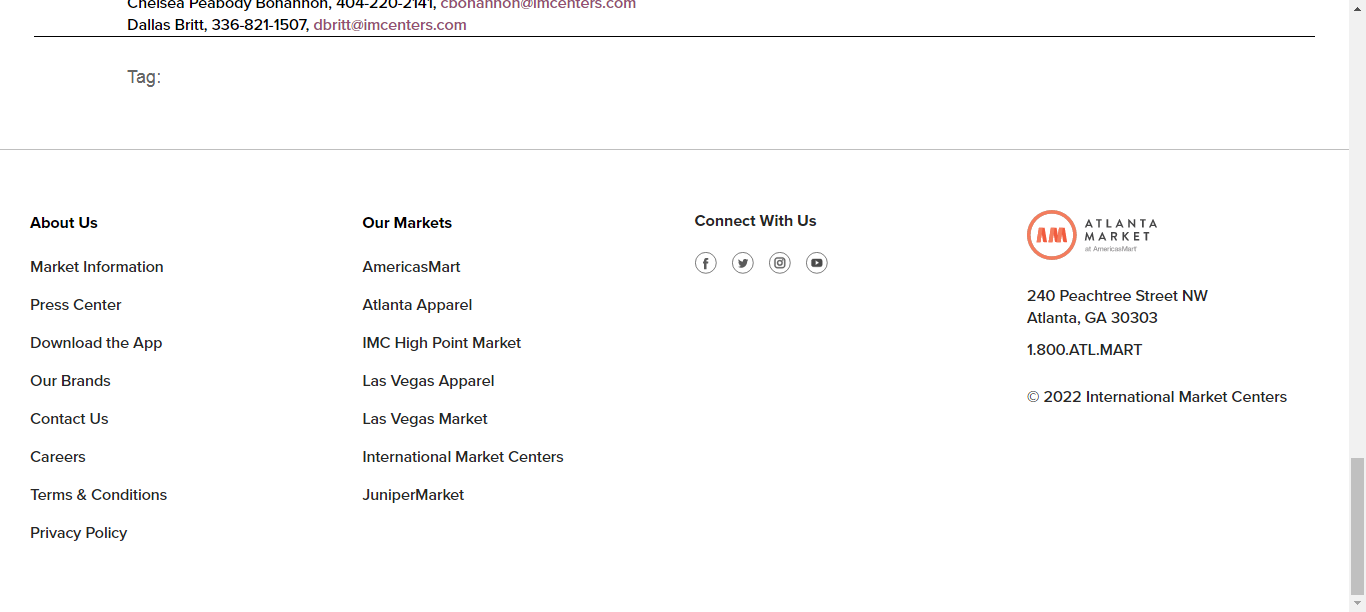 Chelsea Peabody Bohannon, 404-220-2141, cbohannon@imcenters.com
Dallas Britt, 336-821-1507, dbritt@imcenters.com
Tag:
About Us
Market Information
Press Center
Download the App
Our Brands
Contact Us
Careers
Terms & Conditions
Privacy Policy
Our Markets
AmericasMart
Atlanta Apparel
IMC High Point Market
Las Vegas Apparel
Las Vegas Market
International Market Centers
JuniperMarket
Connect With Us
AM
ATLANTA
MARKET
at AmericasMart
240 Peachtree Street NW
Atlanta, GA 30303
1.800.ATL.MART
© 2022 International Market Centers